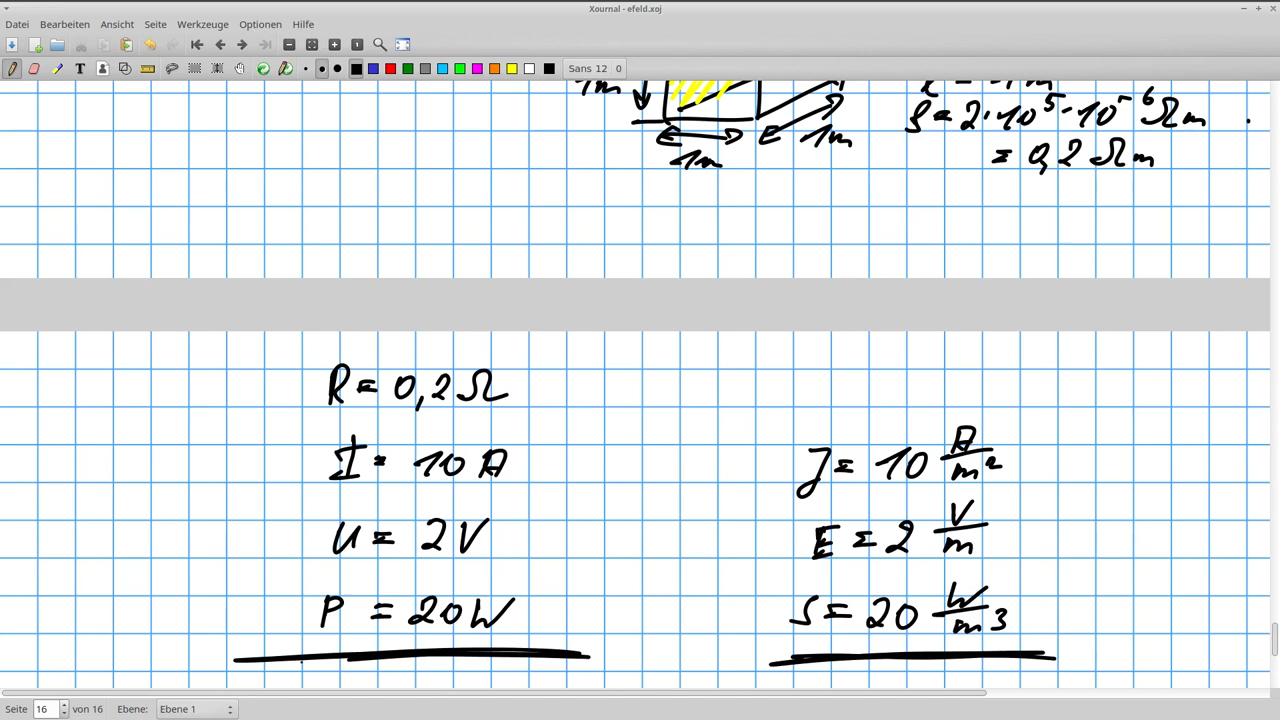 Xournal - efeld.xoj
Datei Bearbeiten Ansicht Seite Werkzeuge Optionen Hilfe
Sans 12 0
1m
1m
1m
ρ = 2·10⁵·10⁻⁶ Ωm
= 0,2 Ωm
R = 0,2 Ω
I = 10 A
U = 2 V
P = 20 W
J = 10 A/m²
E = 2 V/m
S = 20 W/m³
Seite 16 von 16 Ebene: Ebene 1